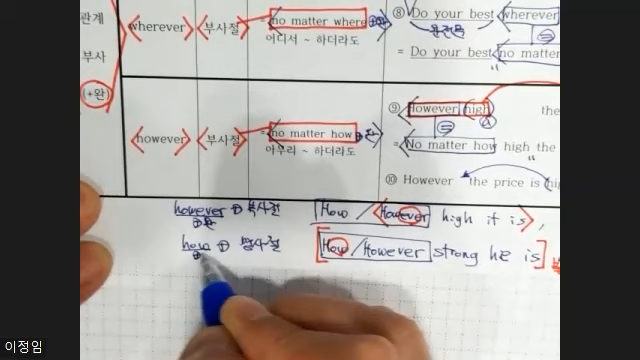 관계
부사
(+완)
wherever
부사절
= no matter where
어디서 ~ 하더라도
⑧ Do your best wherever
= Do your best no matter
however
부사절
= no matter how
아무리 ~ 하더라도
⑨ However high the
= No matter how high the
⑩ However the price is hig
however ⊕ 부사절
⊕완
How / However high it is,
how ⊕ 명사절
How / However strong he is
이정임